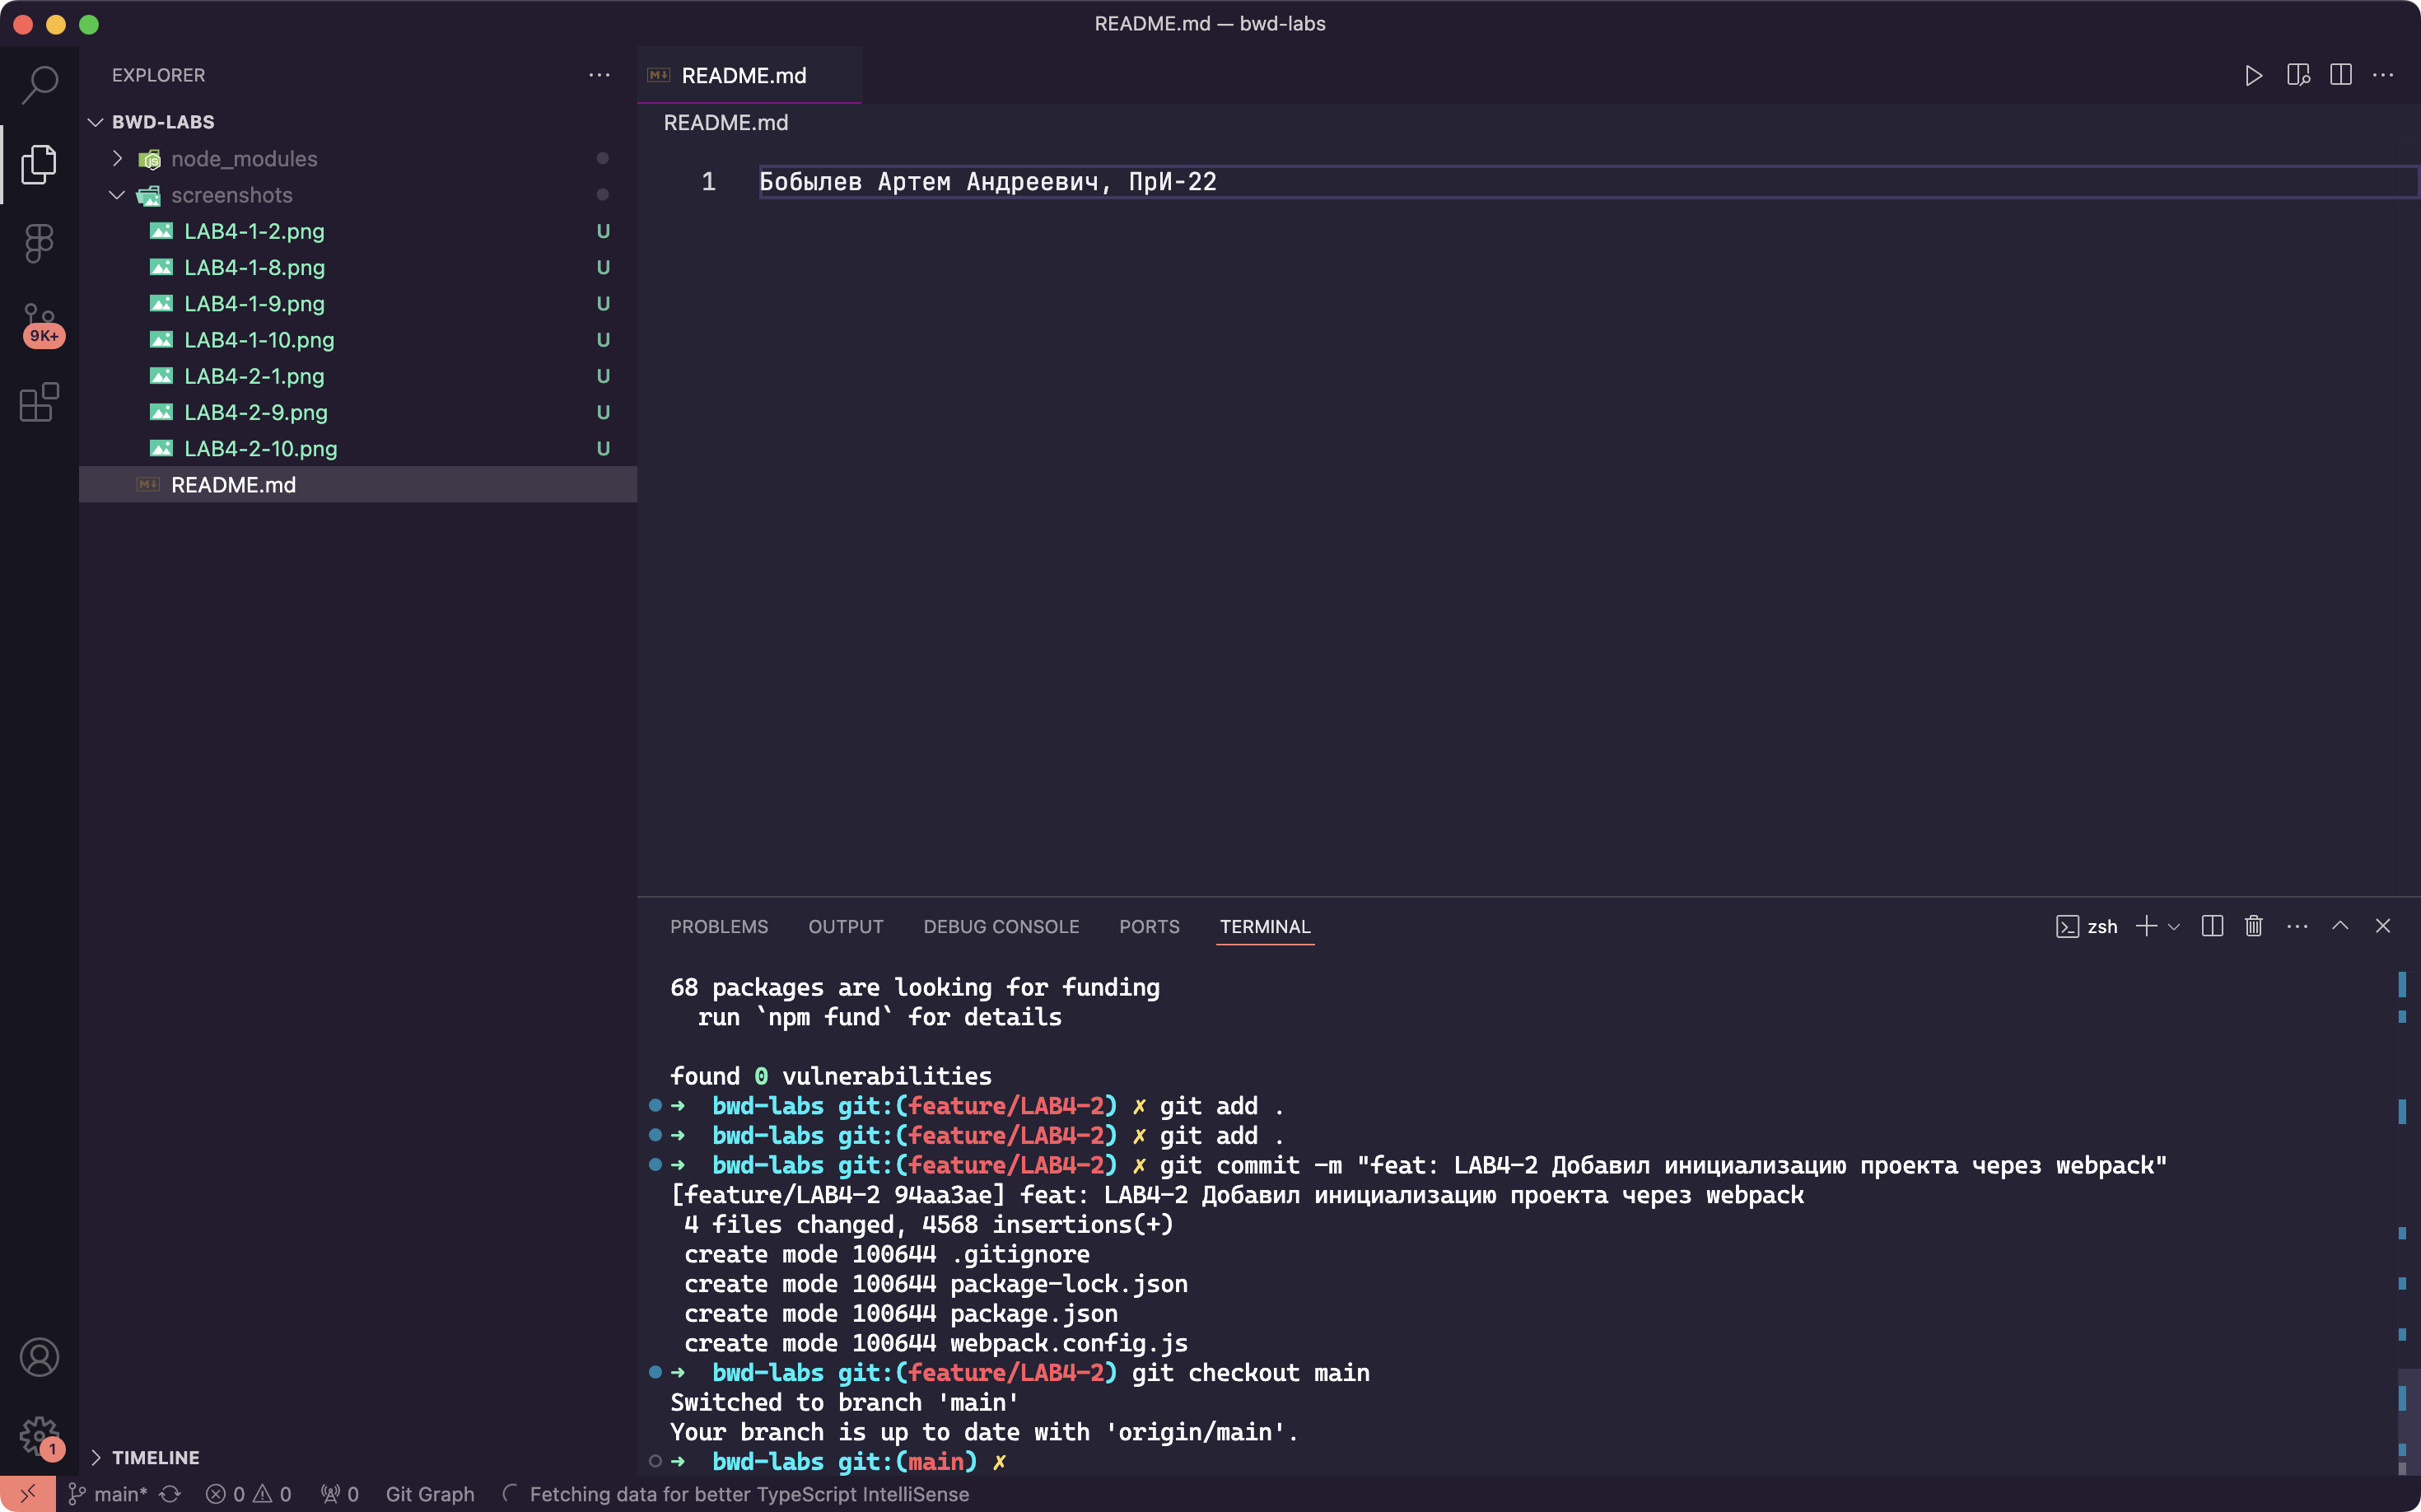 README.md — bwd-labs
EXPLORER
README.md
BWD-LABS
README.md
node_modules
1 Бобылев Артем Андреевич, ПрИ-22
screenshots
LAB4-1-2.png U
LAB4-1-8.png U
LAB4-1-9.png U
9K+
LAB4-1-10.png U
LAB4-2-1.png U
LAB4-2-9.png U
LAB4-2-10.png U
README.md
PROBLEMS OUTPUT DEBUG CONSOLE PORTS TERMINAL zsh
68 packages are looking for funding
run `npm fund` for details
found 0 vulnerabilities
➜ bwd-labs git:(feature/LAB4-2) ✗ git add .
➜ bwd-labs git:(feature/LAB4-2) ✗ git add .
➜ bwd-labs git:(feature/LAB4-2) ✗ git commit -m "feat: LAB4-2 Добавил инициализацию проекта через webpack"
[feature/LAB4-2 94aa3ae] feat: LAB4-2 Добавил инициализацию проекта через webpack
4 files changed, 4568 insertions(+)
create mode 100644 .gitignore
create mode 100644 package-lock.json
create mode 100644 package.json
create mode 100644 webpack.config.js
➜ bwd-labs git:(feature/LAB4-2) git checkout main
Switched to branch 'main'
Your branch is up to date with 'origin/main'.
➜ bwd-labs git:(main) ✗
1
TIMELINE
main* 0 0 0 Git Graph Fetching data for better TypeScript IntelliSense